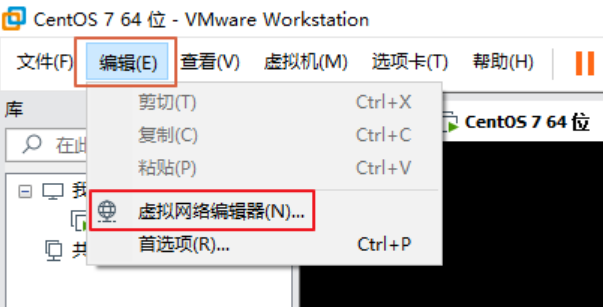 CentOS 7 64 位 - VMware Workstation
文件(F) 编辑(E) 查看(V) 虚拟机(M) 选项卡(T) 帮助(H)
库
剪切(T) Ctrl+X
CentOS 7 64 位
复制(C) Ctrl+C
在此
粘贴(P) Ctrl+V
我
虚拟网络编辑器(N)...
首选项(R)... Ctrl+P
共